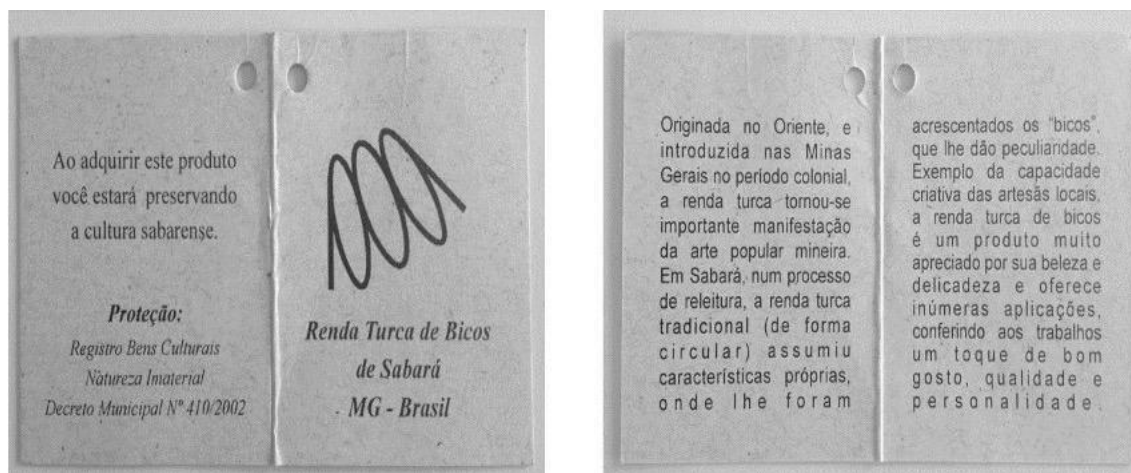 Ao adquirir este produto
você estará preservando
a cultura sabarense.
Proteção:
Registro Bens Culturais
Natureza Imaterial
Decreto Municipal Nº 410/2002
Renda Turca de Bicos
de Sabará
MG - Brasil
Originada no Oriente, e
introduzida nas Minas
Gerais no período colonial,
a renda turca tornou-se
importante manifestação
da arte popular mineira.
Em Sabará, num processo
de releitura, a renda turca
tradicional (de forma
circular) assumiu
características próprias,
onde lhe foram
acrescentados os "bicos",
que lhe dão peculiaridade.
Exemplo da capacidade
criativa das artesãs locais,
a renda turca de bicos
é um produto muito
apreciado por sua beleza e
delicadeza e oferece
inúmeras aplicações,
conferindo aos trabalhos
um toque de bom
gosto, qualidade e
personalidade.